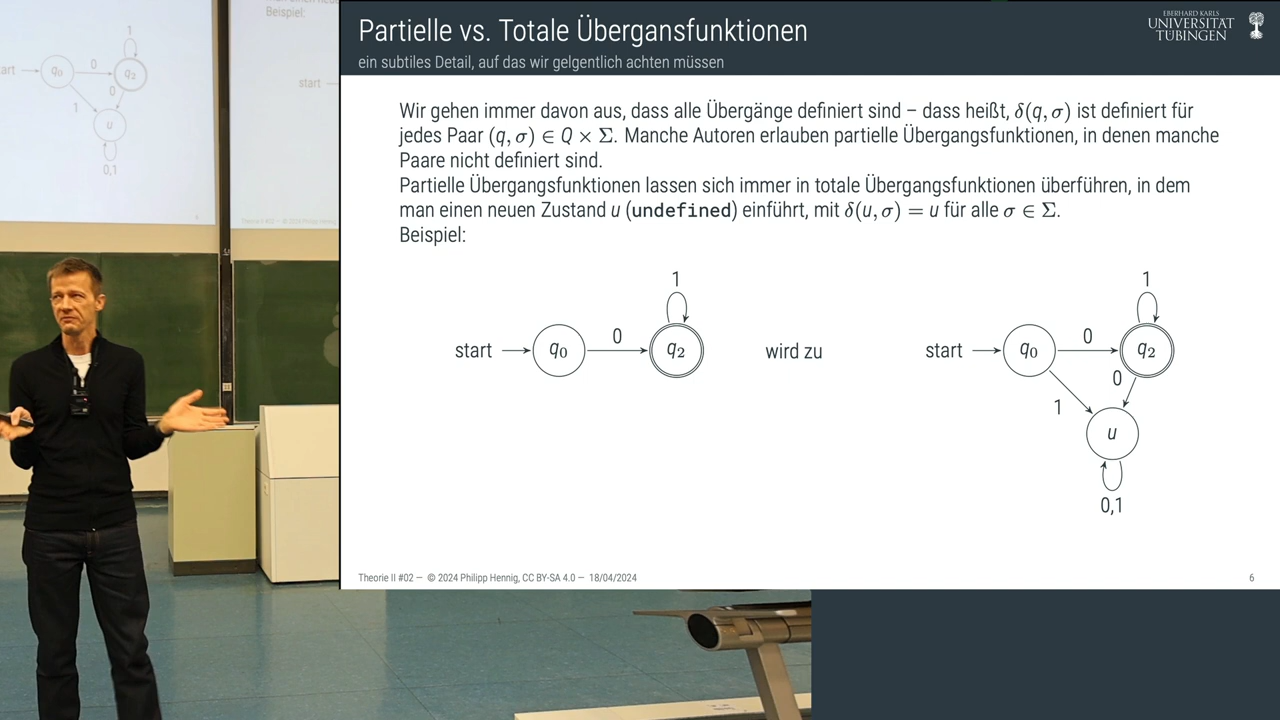 Beispiel:
1
art
q0
0
q2
1
0
u
0,1
start
Partielle vs. Totale Übergansfunktionen
ein subtiles Detail, auf das wir gelgentlich achten müssen
EBERHARD KARLS
UNIVERSITÄT
TÜBINGEN
Wir gehen immer davon aus, dass alle Übergänge definiert sind – dass heißt, δ(q, σ) ist definiert für
jedes Paar (q, σ) ∈ Q × Σ. Manche Autoren erlauben partielle Übergangsfunktionen, in denen manche
Paare nicht definiert sind.
Partielle Übergangsfunktionen lassen sich immer in totale Übergangsfunktionen überführen, in dem
man einen neuen Zustand u (undefined) einführt, mit δ(u, σ) = u für alle σ ∈ Σ.
Beispiel:
1
start q0 0 q2
wird zu
1
start q0 0 q2
0
1
u
0,1
Theorie II #02 — © 2024 Philipp Hennig, CC BY-SA 4.0 — 18/04/2024
6